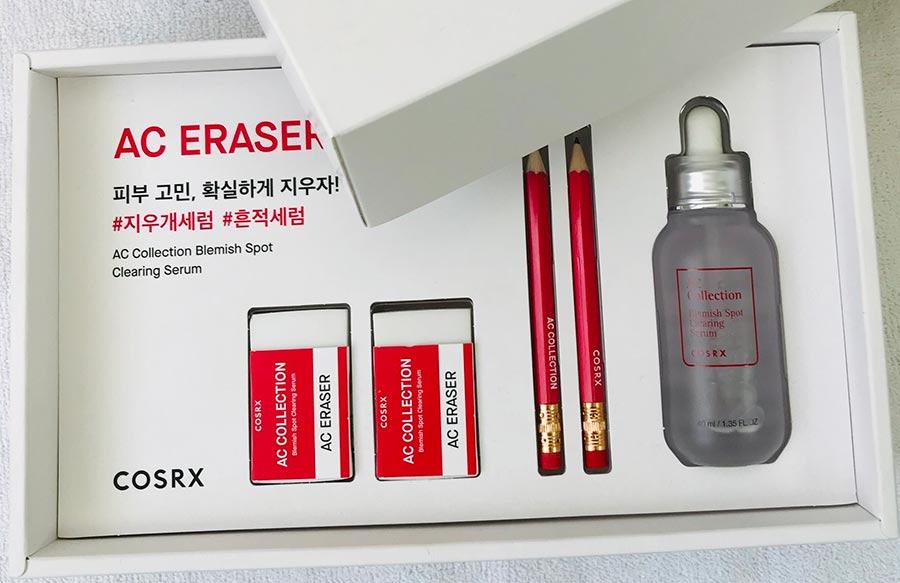 AC ERASER
피부 고민, 확실하게 지우자!
#지우개세럼 #흔적세럼
AC Collection Blemish Spot
Clearing Serum
COSRX
COSRX
AC COLLECTION
Blemish Spot Clearing Serum
AC ERASER
COSRX
AC COLLECTION
Blemish Spot Clearing Serum
AC ERASER
AC COLLECTION
COSRX
AC
Collection
Blemish Spot
Clearing
Serum
COSRX
40 ml / 1.35 FL. OZ